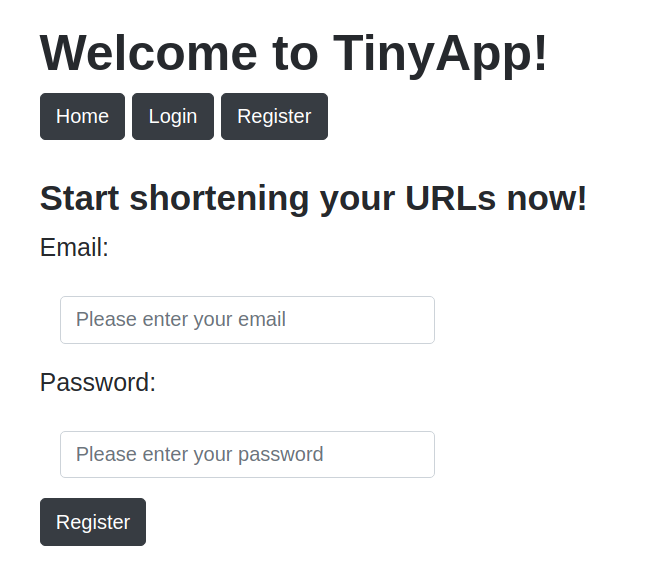 Welcome to TinyApp!
Home Login Register
Start shortening your URLs now!
Email:
Please enter your email
Password:
Please enter your password
Register